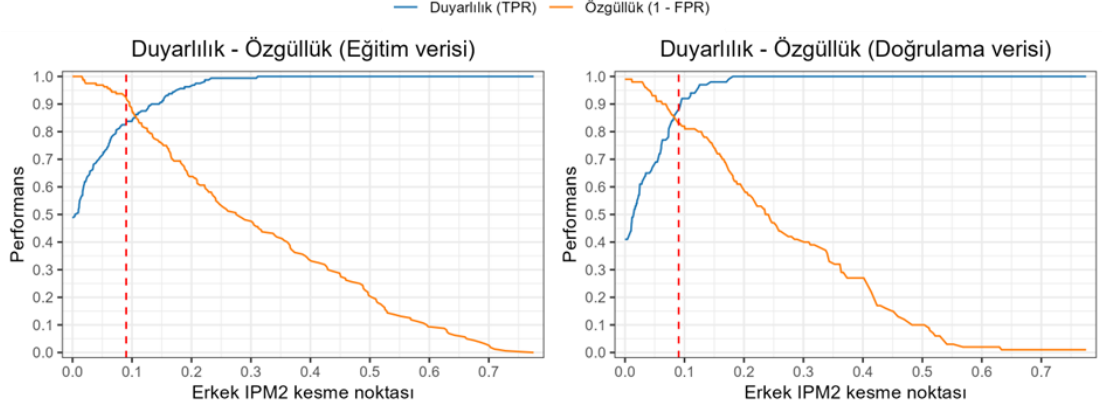 Duyarlılık (TPR) Özgüllük (1 - FPR)
Duyarlılık - Özgüllük (Eğitim verisi)
1.0
0.9
0.8
0.7
0.6
0.5
0.4
0.3
0.2
0.1
0.0
Performans
0.0 0.1 0.2 0.3 0.4 0.5 0.6 0.7
Erkek IPM2 kesme noktası
Duyarlılık - Özgüllük (Doğrulama verisi)
1.0
0.9
0.8
0.7
0.6
0.5
0.4
0.3
0.2
0.1
0.0
Performans
0.0 0.1 0.2 0.3 0.4 0.5 0.6 0.7
Erkek IPM2 kesme noktası